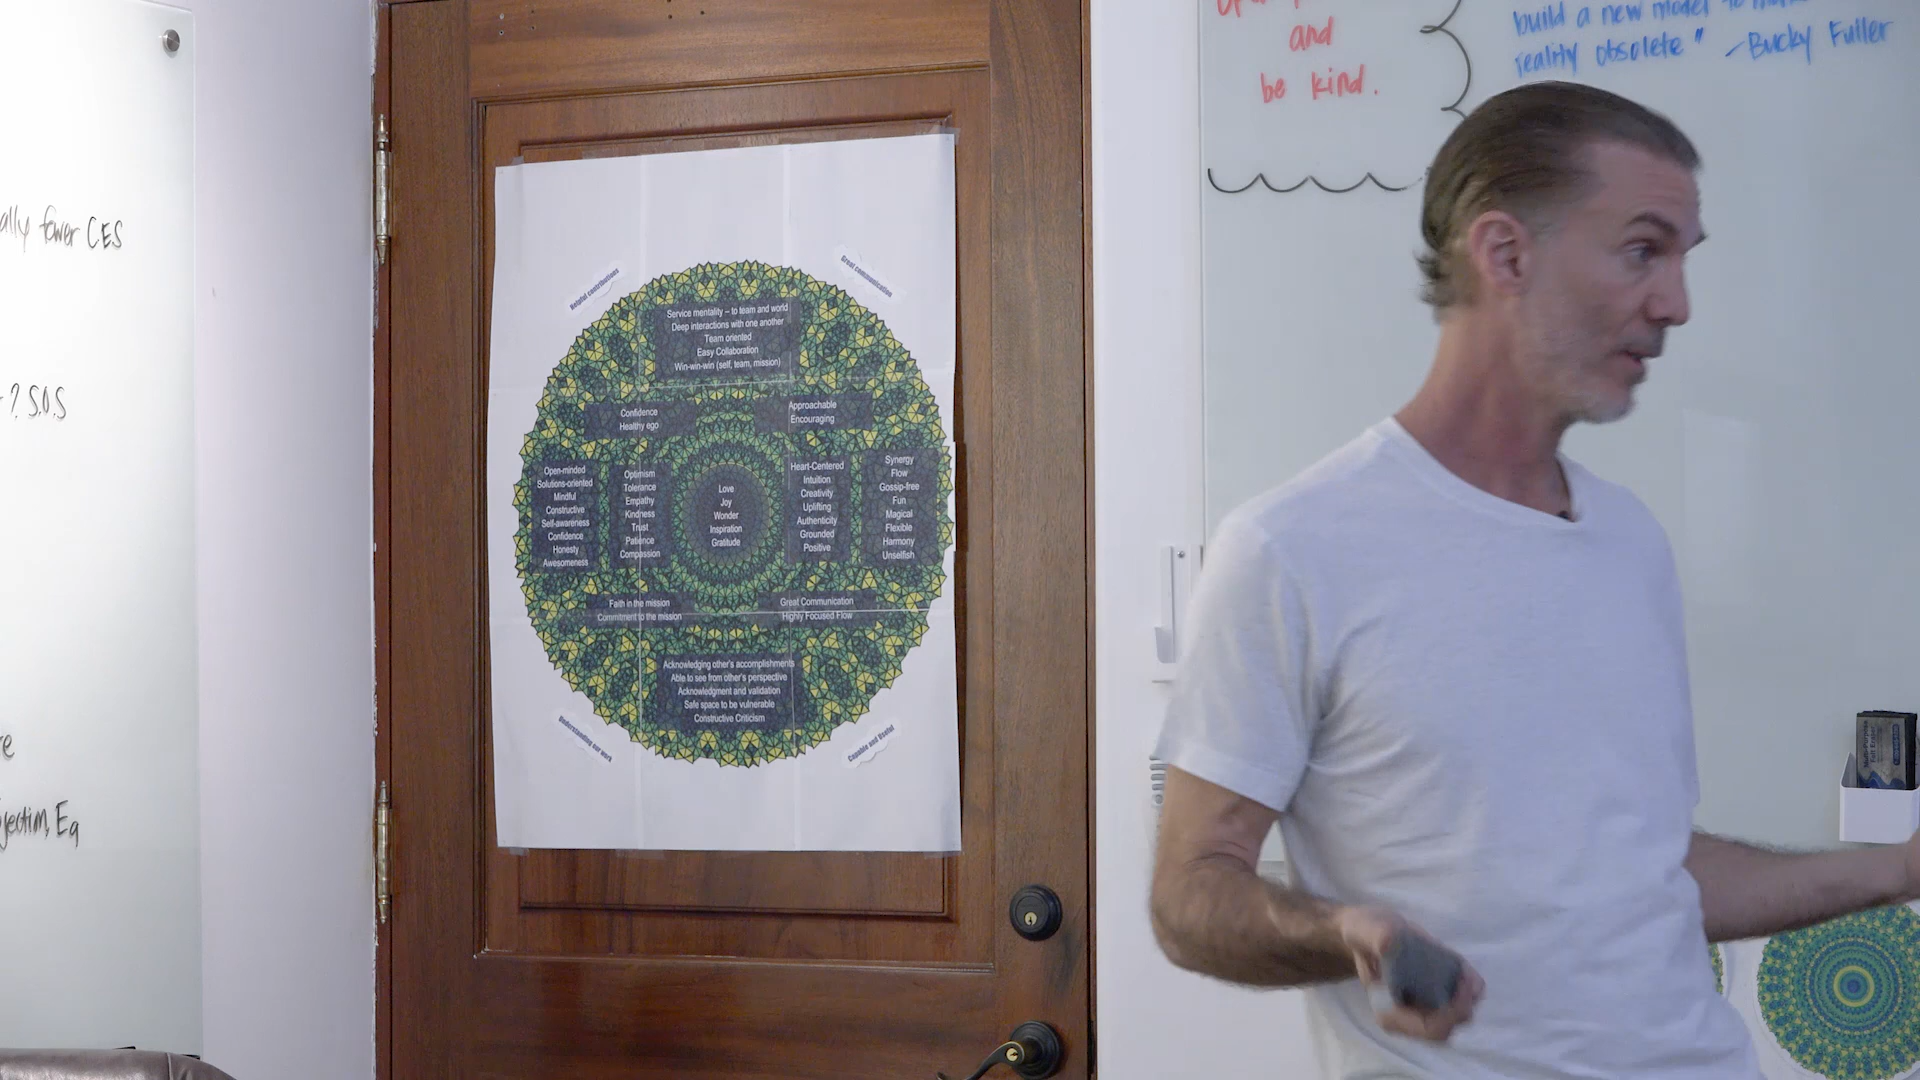 fewer CES
? S.O.S
Eq
Helpful contributions
Great communication
Service mentality – to team and world
Deep interactions with one another
Team oriented
Easy Collaboration
Win-win-win (self, team, mission)
Confidence
Healthy ego
Approachable
Encouraging
Open-minded
Solutions-oriented
Mindful
Constructive
Self-awareness
Confidence
Honesty
Awesomeness
Optimism
Tolerance
Empathy
Kindness
Trust
Patience
Compassion
Love
Joy
Wonder
Inspiration
Gratitude
Heart-Centered
Intuition
Creativity
Uplifting
Authenticity
Grounded
Positive
Synergy
Flow
Gossip-free
Fun
Magical
Flexible
Harmony
Unselfish
Faith in the mission
Commitment to the mission
Great Communication
Highly Focused Flow
Acknowledging other's accomplishments
Able to see from other's perspective
Acknowledgment and validation
Safe space to be vulnerable
Constructive Criticism
Understanding our work
Capable and Useful
and
be kind.
build a new model to
reality obsolete" -Bucky Fuller